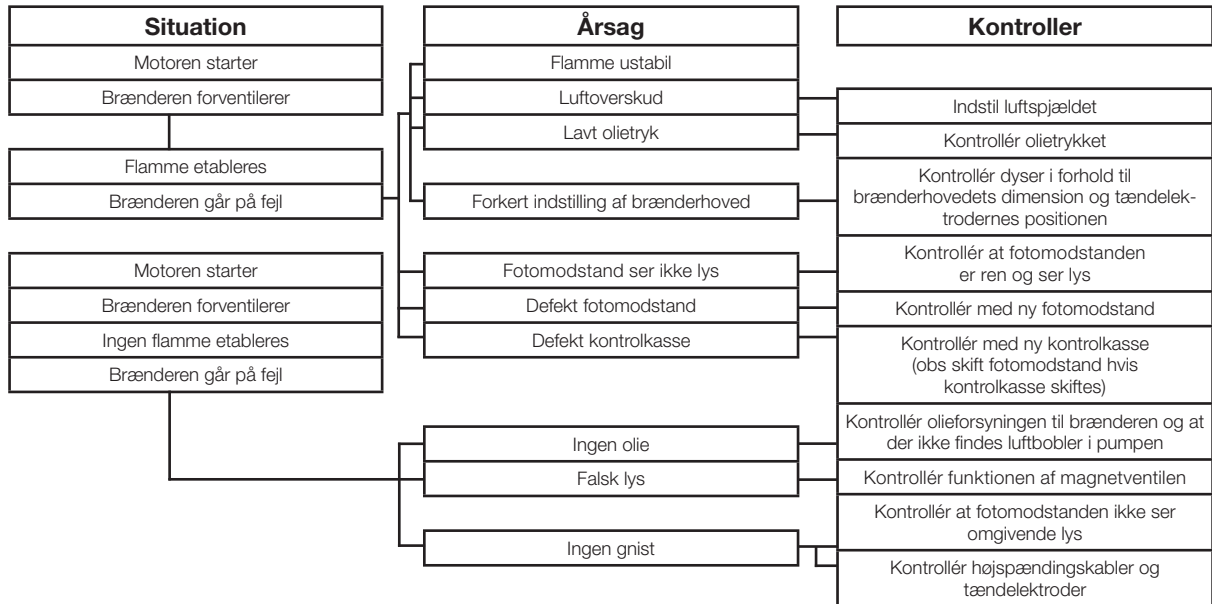 Situation
Motoren starter
Brænderen forventilerer
Flamme etableres
Brænderen går på fejl
Motoren starter
Brænderen forventilerer
Ingen flamme etableres
Brænderen går på fejl
Årsag
Flamme ustabil
Luftoverskud
Lavt olietryk
Forkert indstilling af brænderhoved
Fotomodstand ser ikke lys
Defekt fotomodstand
Defekt kontrolkasse
Ingen olie
Falsk lys
Ingen gnist
Kontroller
Indstil luftspjældet
Kontrollér olietrykket
Kontrollér dyser i forhold til
brænderhovedets dimension og tændelek-
trodernes positionen
Kontrollér at fotomodstanden
er ren og ser lys
Kontrollér med ny fotomodstand
Kontrollér med ny kontrolkasse
(obs skift fotomodstand hvis
kontrolkasse skiftes)
Kontrollér olieforsyningen til brænderen og at
der ikke findes luftbobler i pumpen
Kontrollér funktionen af magnetventilen
Kontrollér at fotomodstanden ikke ser
omgivende lys
Kontrollér højspændingskabler og
tændelektroder